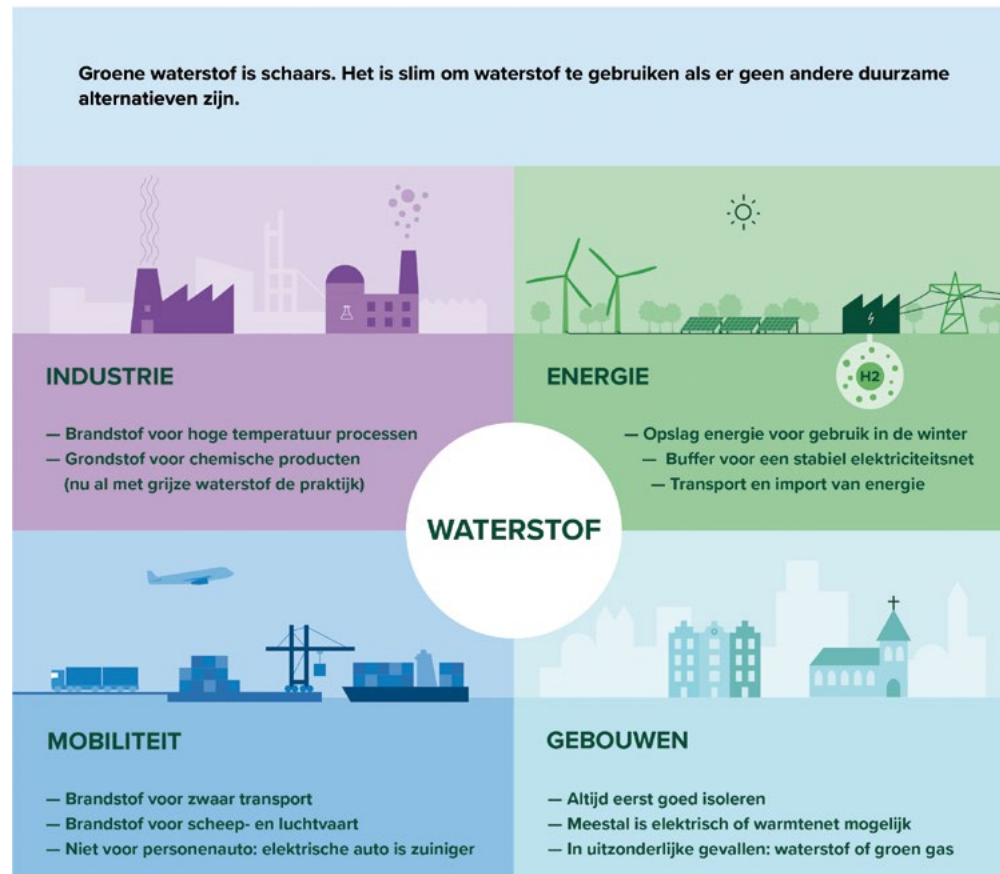 Groene waterstof is schaars. Het is slim om waterstof te gebruiken als er geen andere duurzame
alternatieven zijn.
INDUSTRIE
— Brandstof voor hoge temperatuur processen
— Grondstof voor chemische producten
(nu al met grijze waterstof de praktijk)
ENERGIE
H2
— Opslag energie voor gebruik in de winter
— Buffer voor een stabiel elektriciteitsnet
— Transport en import van energie
WATERSTOF
MOBILITEIT
— Brandstof voor zwaar transport
— Brandstof voor scheep- en luchtvaart
— Niet voor personenauto: elektrische auto is zuiniger
GEBOUWEN
— Altijd eerst goed isoleren
— Meestal is elektrisch of warmtenet mogelijk
— In uitzonderlijke gevallen: waterstof of groen gas